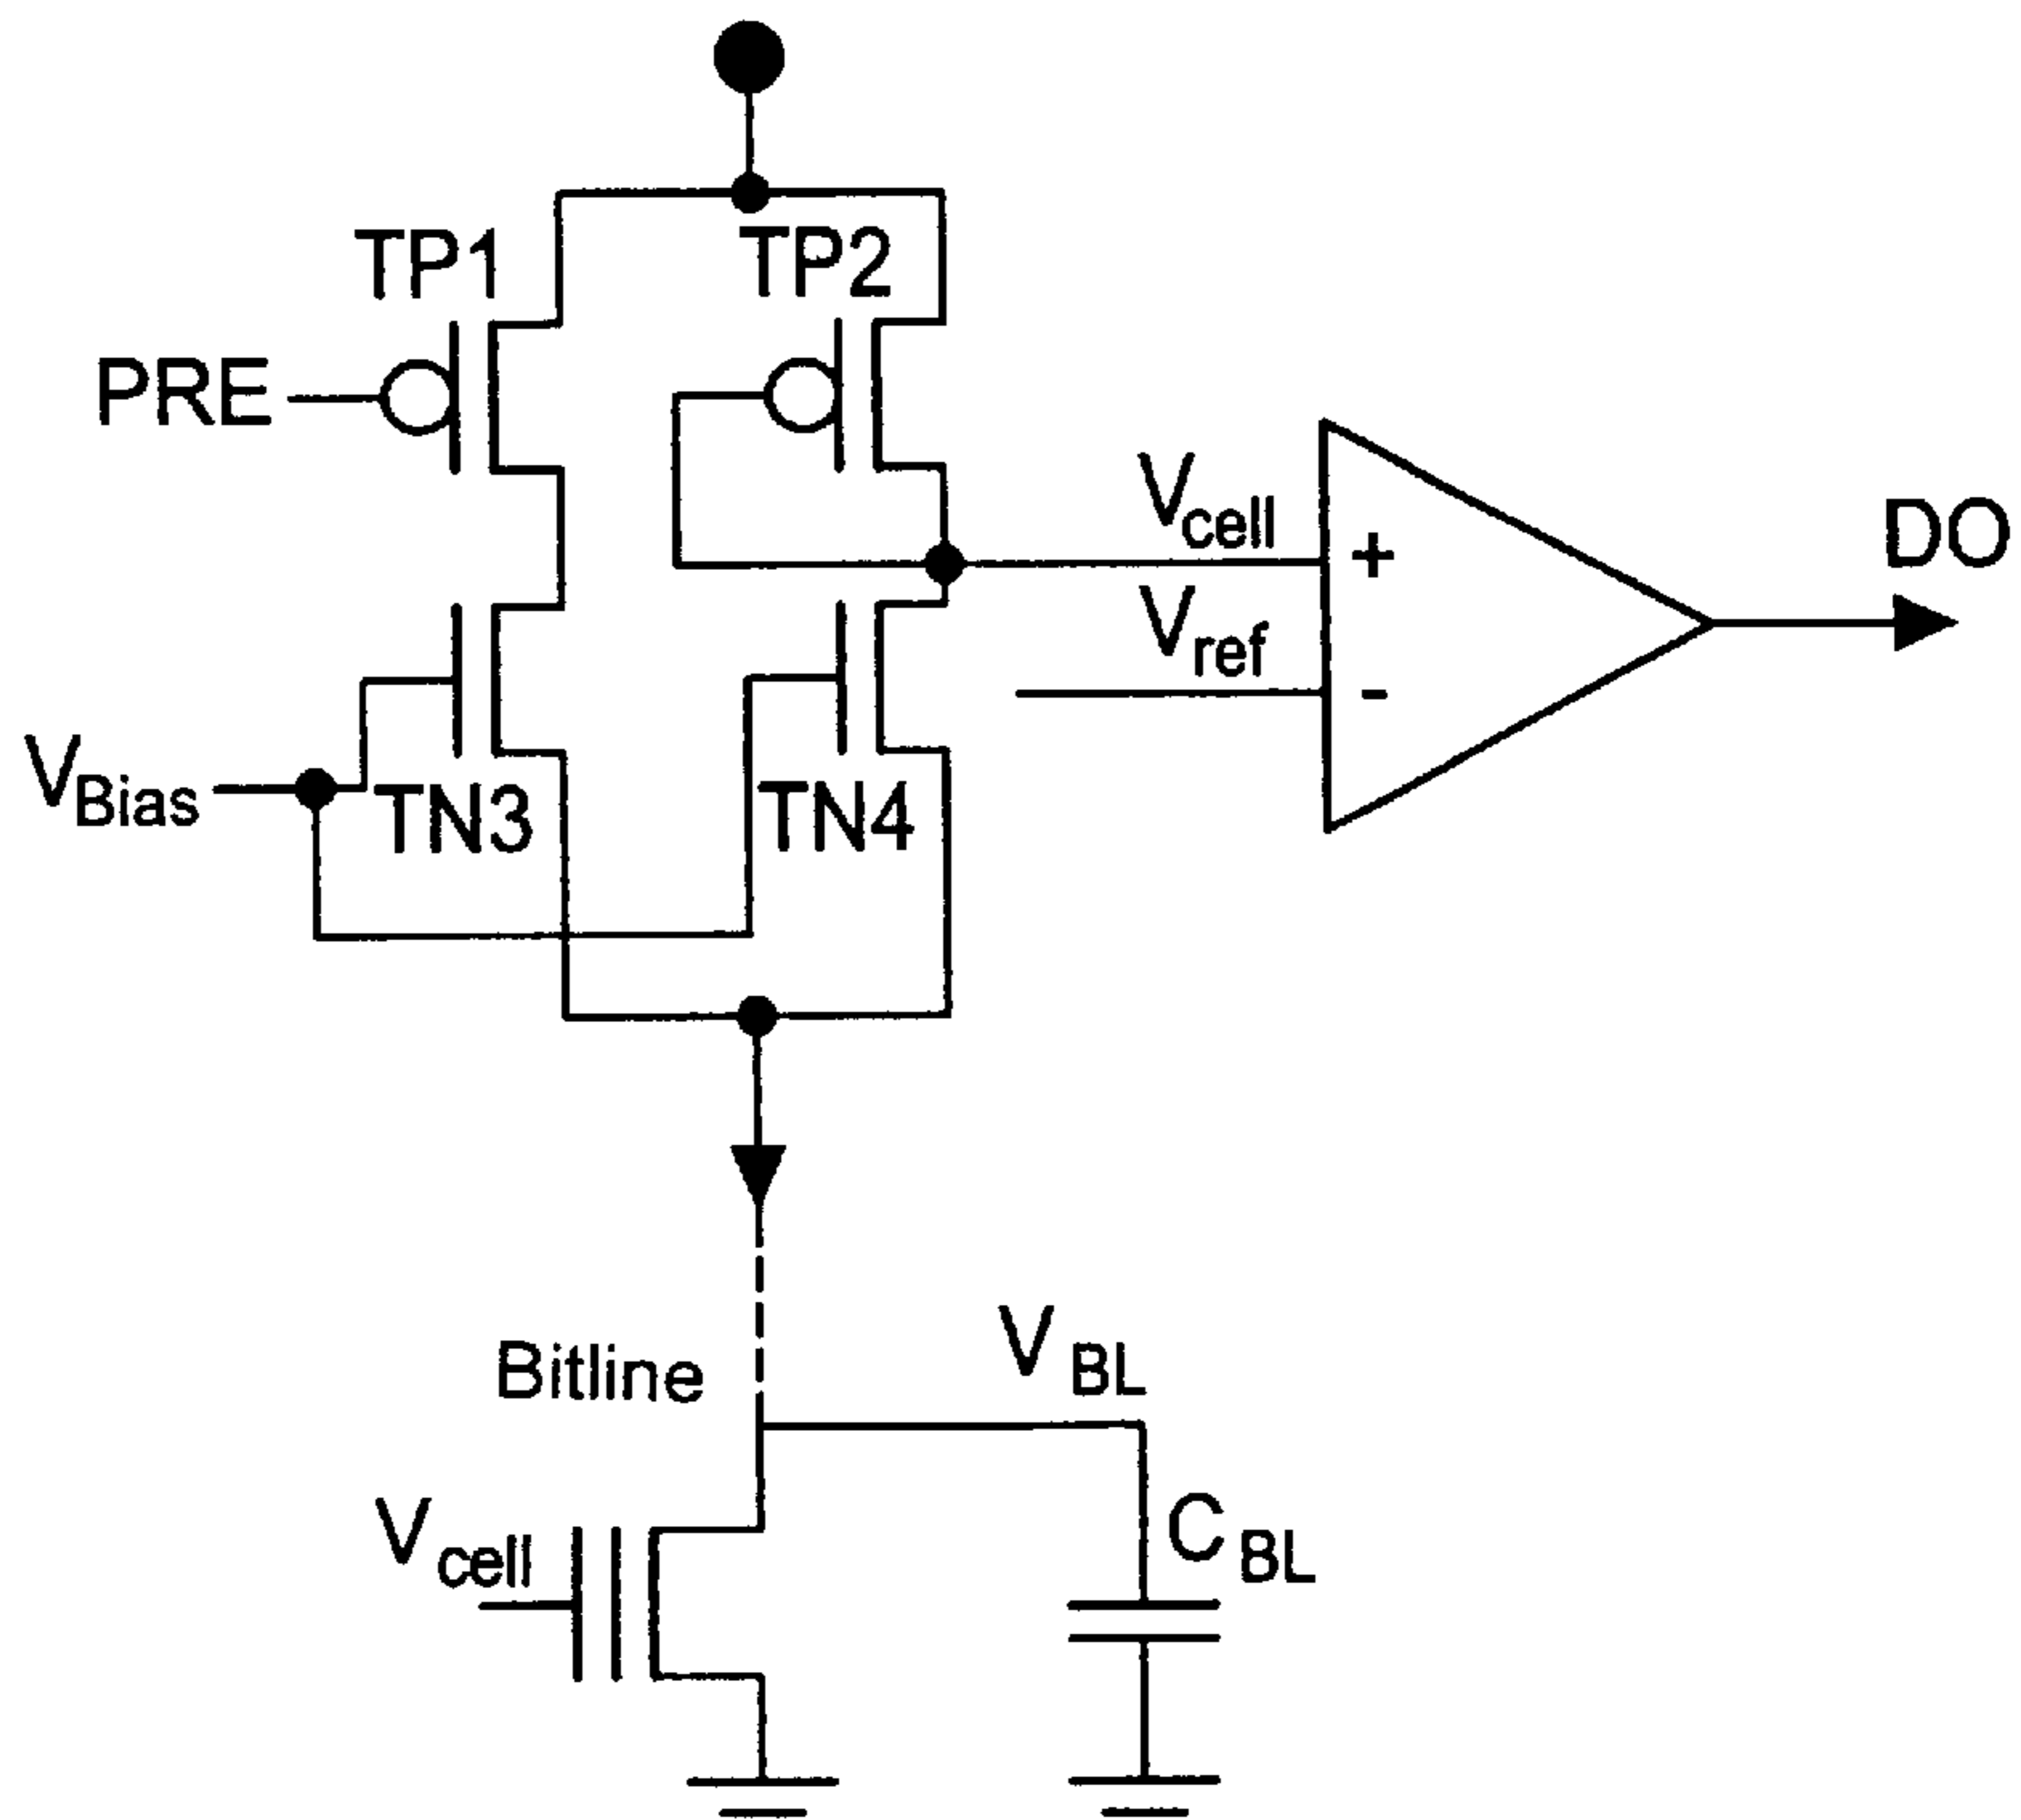 TP1
TP2
PRE
Vcell
+
DO
Vref
-
VBias
TN3
TN4
Bitline
VBL
Vcell
CBL